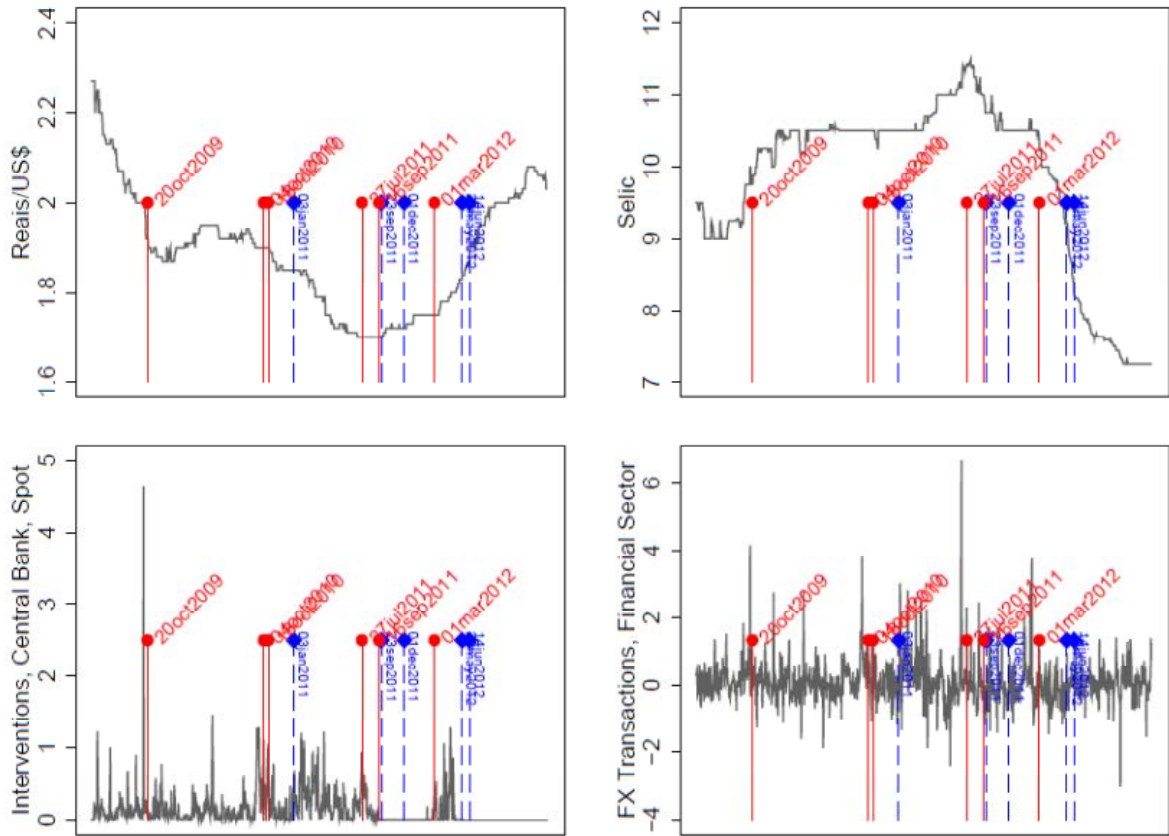 Reais/US$
2.4
2.2
2
1.8
1.6
20oct2009
03jan2011
27jul2011
01dec2011
01mar2012
Selic
12
11
10
9
8
7
20oct2009
03jan2011
27jul2011
01dec2011
01mar2012
Interventions, Central Bank, Spot
5
4
3
2
1
0
20oct2009
03jan2011
27jul2011
01dec2011
01mar2012
FX Transactions, Financial Sector
6
4
2
0
−2
−4
20oct2009
27jul2011
01dec2011
01mar2012